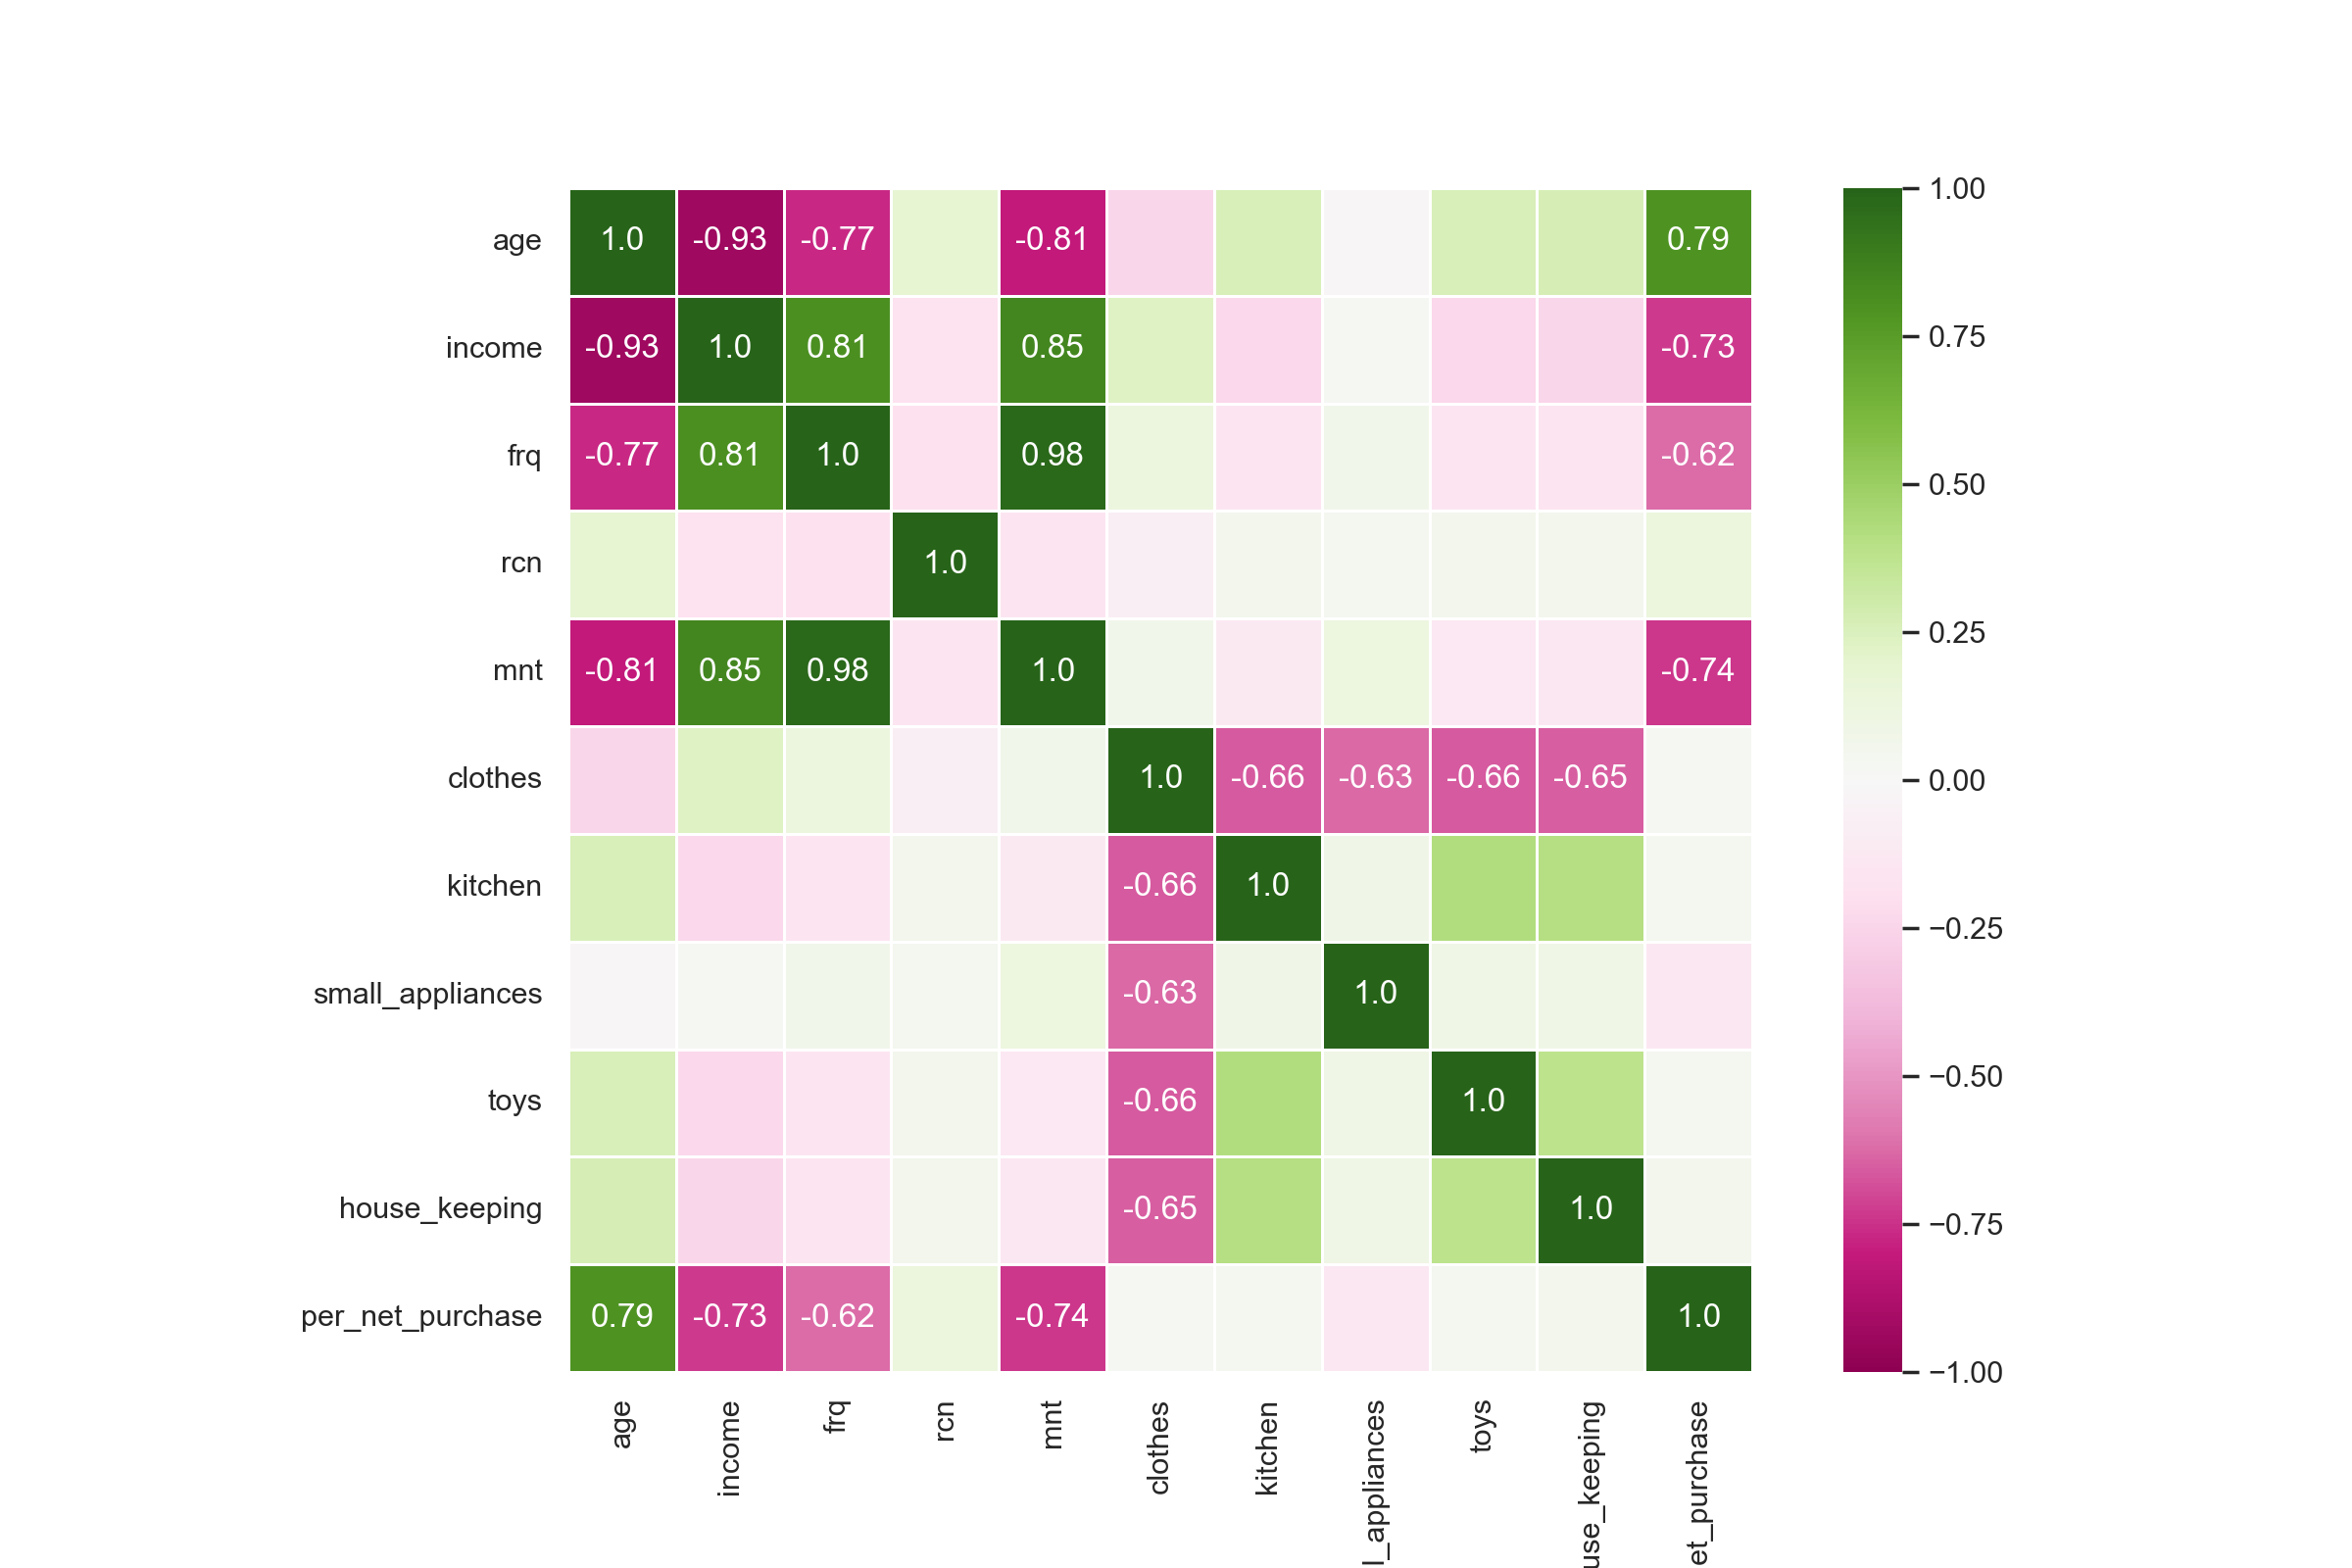 age 1.0 -0.93 -0.77 -0.81 0.79
income -0.93 1.0 0.81 0.85 -0.73
frq -0.77 0.81 1.0 0.98 -0.62
rcn 1.0
mnt -0.81 0.85 0.98 1.0 -0.74
clothes 1.0 -0.66 -0.63 -0.66 -0.65
kitchen -0.66 1.0
small_appliances -0.63 1.0
toys -0.66 1.0
house_keeping -0.65 1.0
per_net_purchase 0.79 -0.73 -0.62 -0.74 1.0
age
income
frq
rcn
mnt
clothes
kitchen
l_appliances
toys
use_keeping
et_purchase
1.00
0.75
0.50
0.25
0.00
−0.25
−0.50
−0.75
−1.00